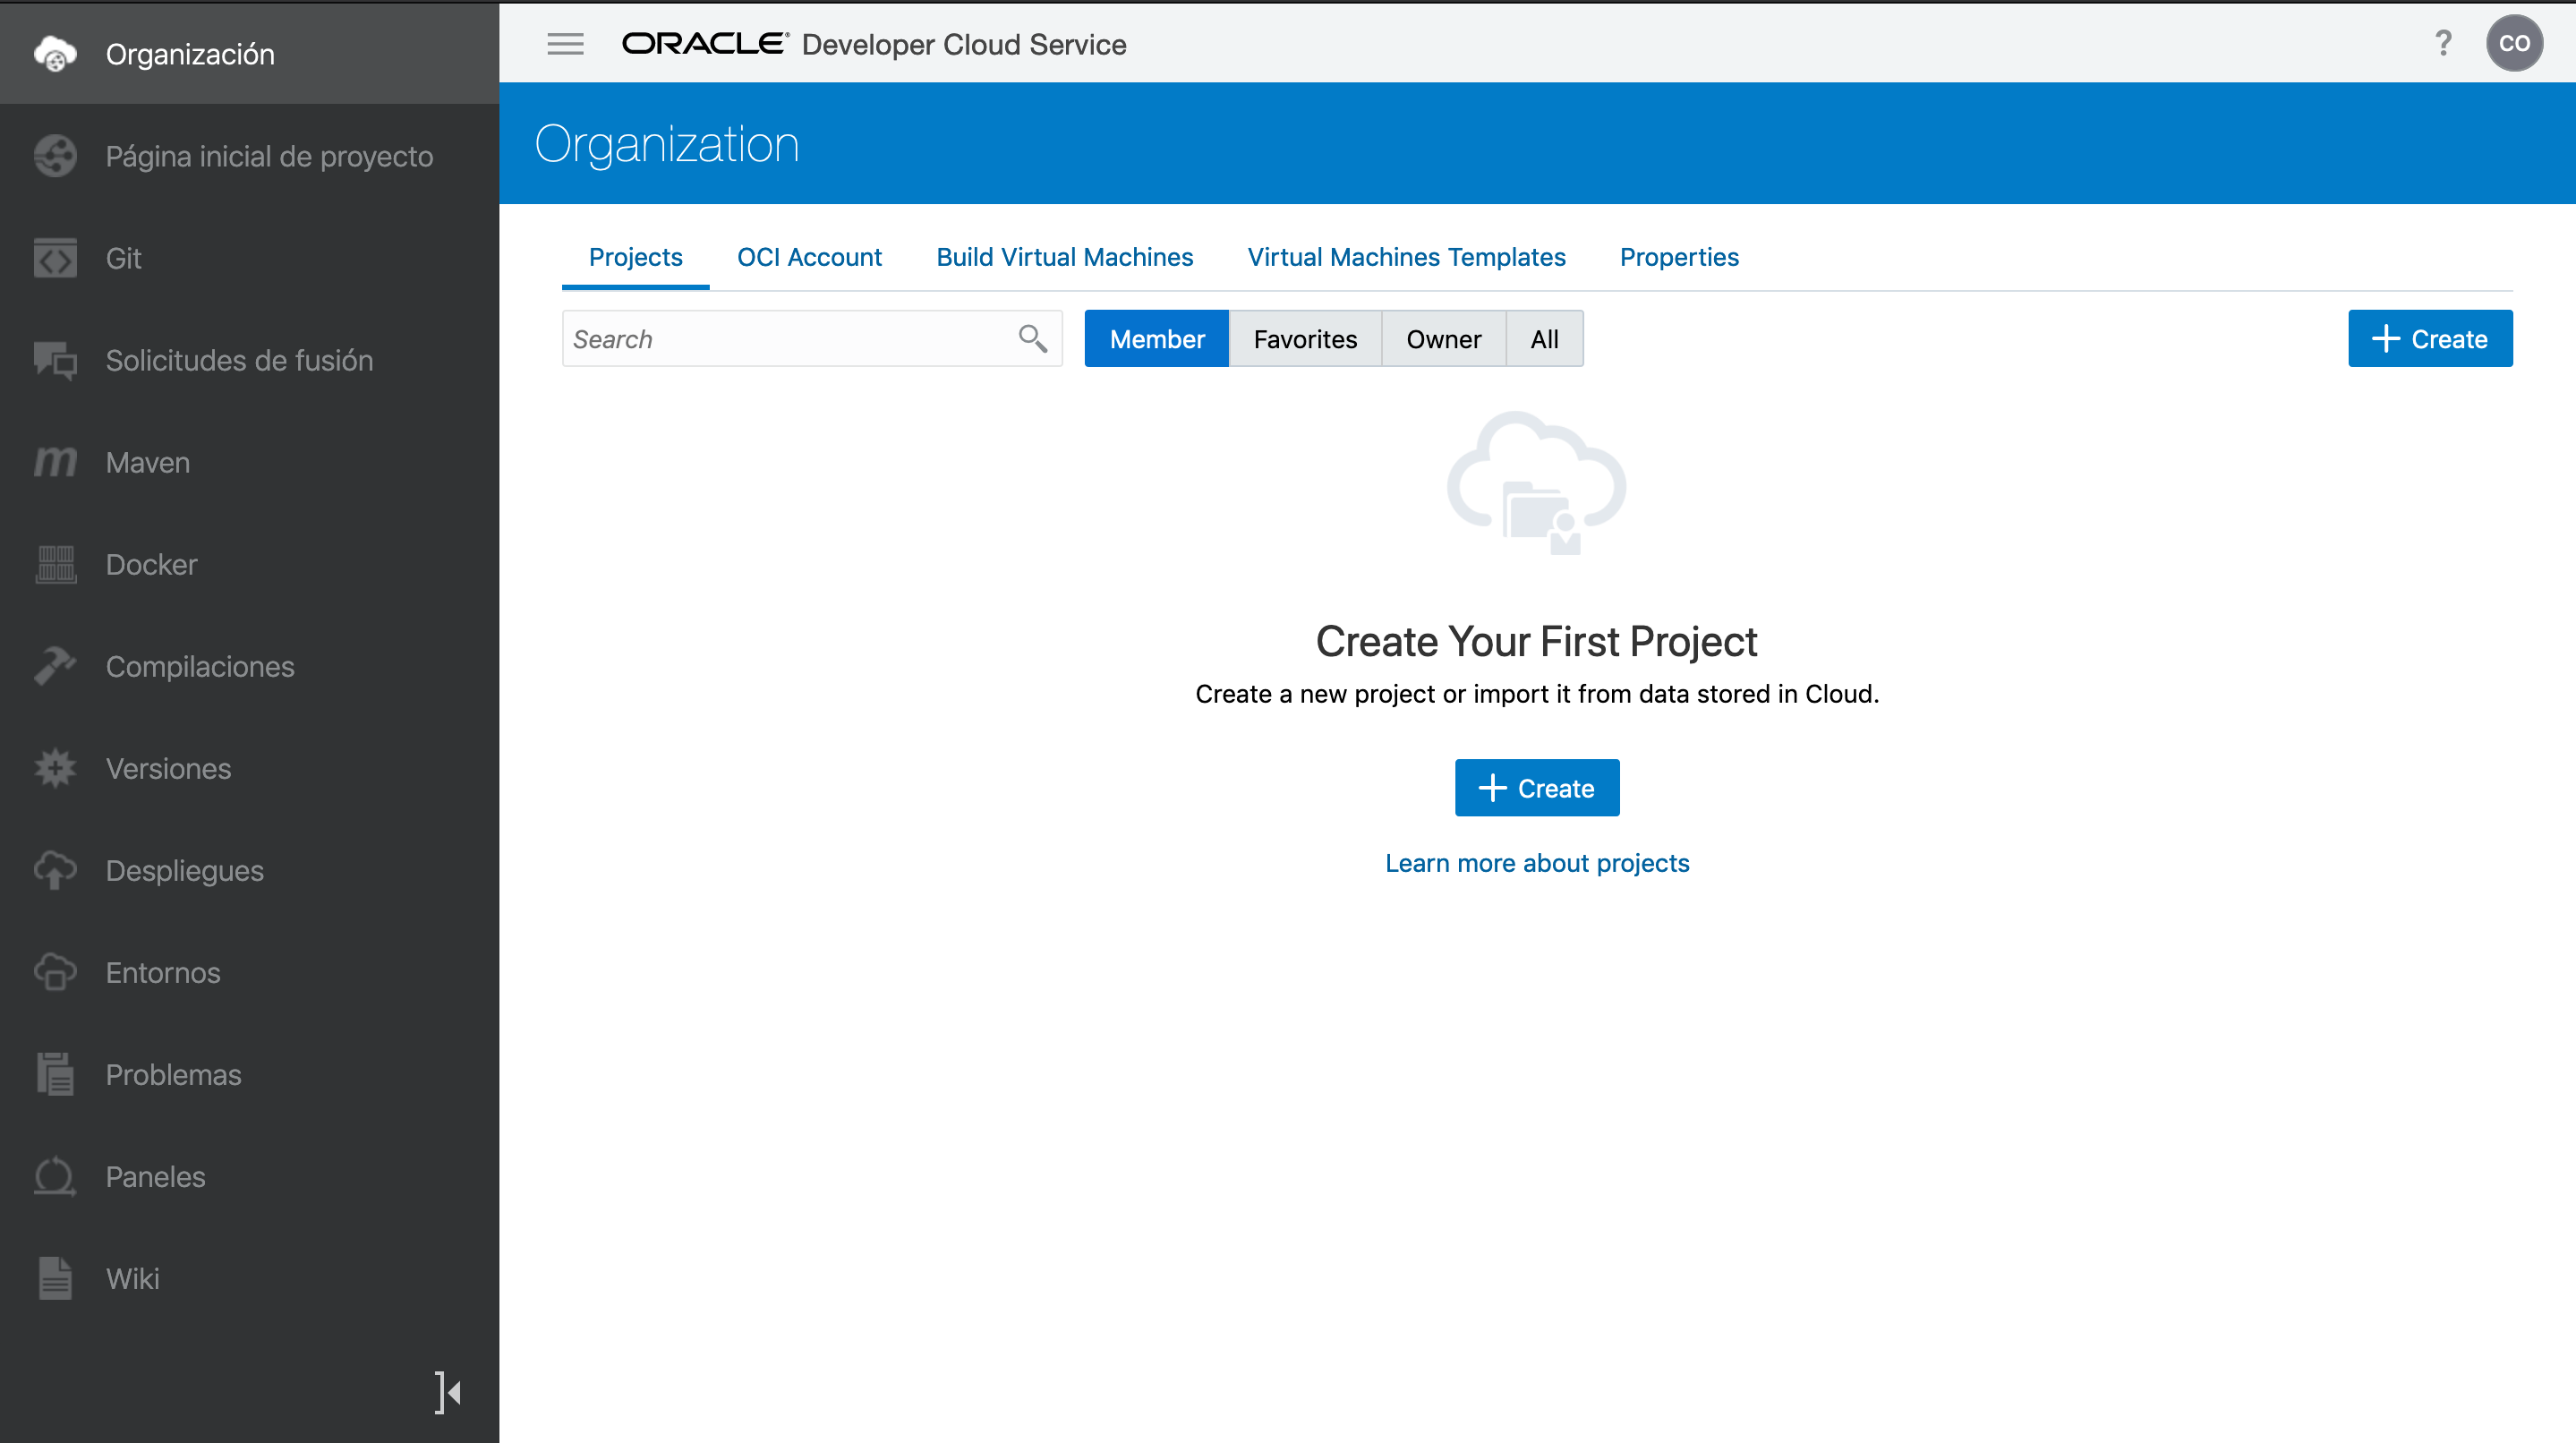 Organización
Página inicial de proyecto
Git
Solicitudes de fusión
Maven
Docker
Compilaciones
Versiones
Despliegues
Entornos
Problemas
Paneles
Wiki
ORACLE® Developer Cloud Service
? CO
Organization
Projects OCI Account Build Virtual Machines Virtual Machines Templates Properties
Search Member Favorites Owner All + Create
Create Your First Project
Create a new project or import it from data stored in Cloud.
+ Create
Learn more about projects